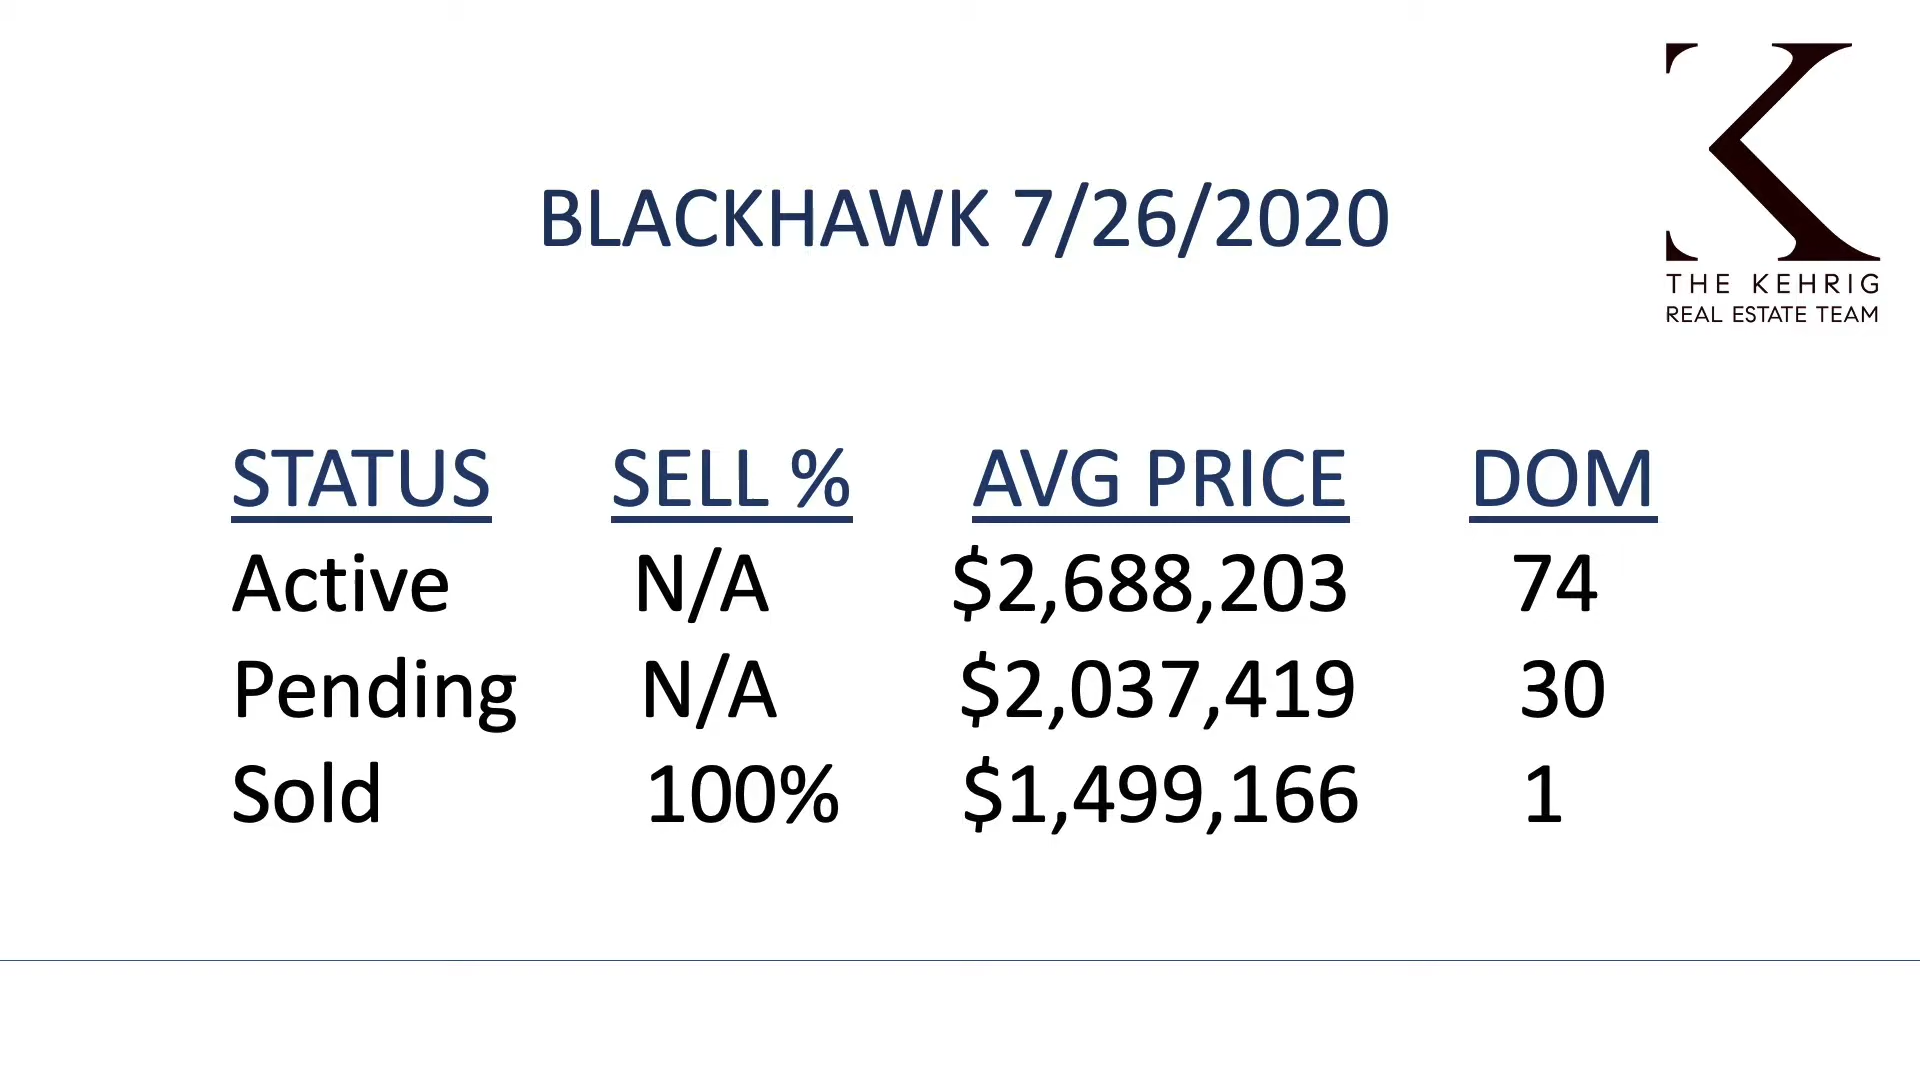 BLACKHAWK 7/26/2020
THE KEHRIG
REAL ESTATE TEAM
STATUS SELL % AVG PRICE DOM
Active N/A $2,688,203 74
Pending N/A $2,037,419 30
Sold 100% $1,499,166 1